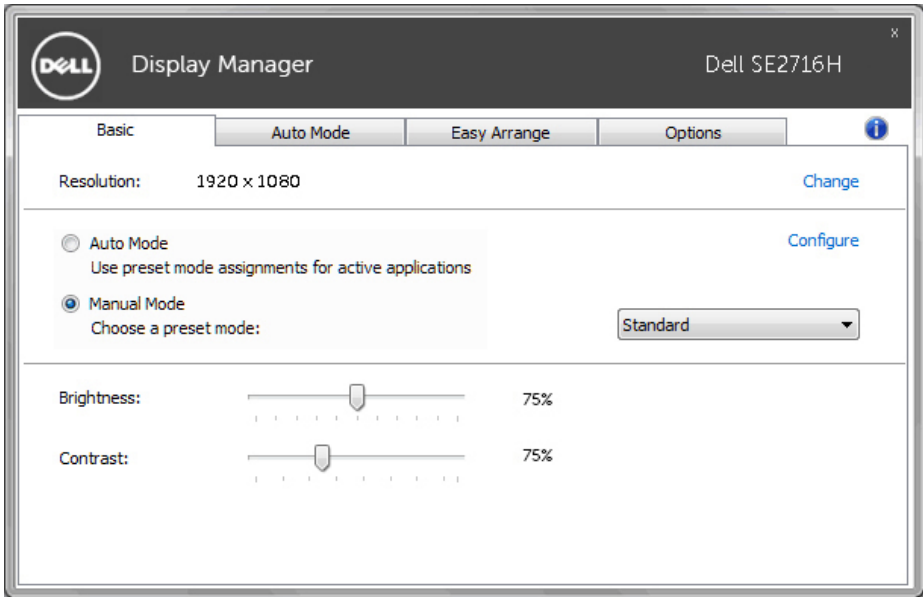 x
DELL Display Manager Dell SE2716H
Basic Auto Mode Easy Arrange Options i
Resolution: 1920 x 1080 Change
Auto Mode Configure
Use preset mode assignments for active applications
Manual Mode
Choose a preset mode: Standard
Brightness: 75%
Contrast: 75%